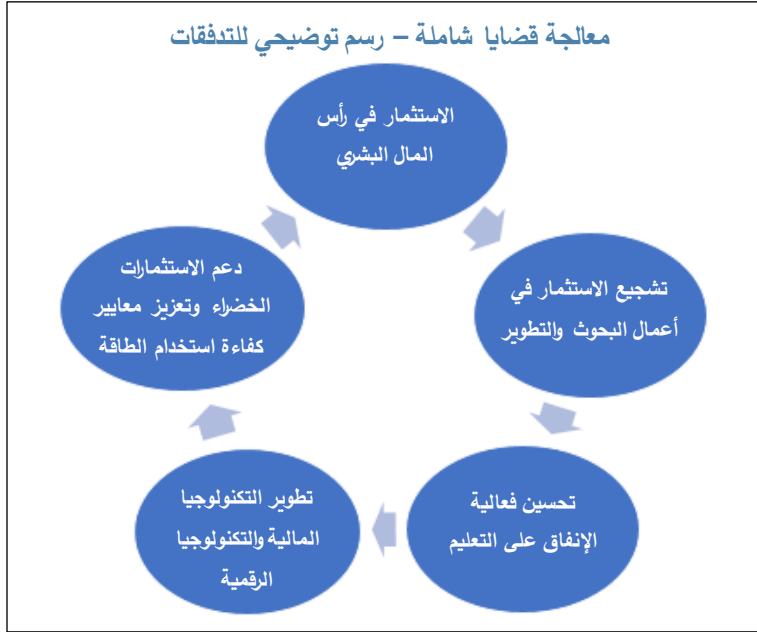 معالجة قضايا شاملة – رسم توضيحي للتدفقات
الاستثمار في رأس
المال البشري
تشجيع الاستثمار في
أعمال البحوث والتطوير
تحسين فعالية
الإنفاق على التعليم
تطوير التكنولوجيا
المالية والتكنولوجيا
الرقمية
دعم الاستثمارات
الخضراء وتعزيز معايير
كفاءة استخدام الطاقة